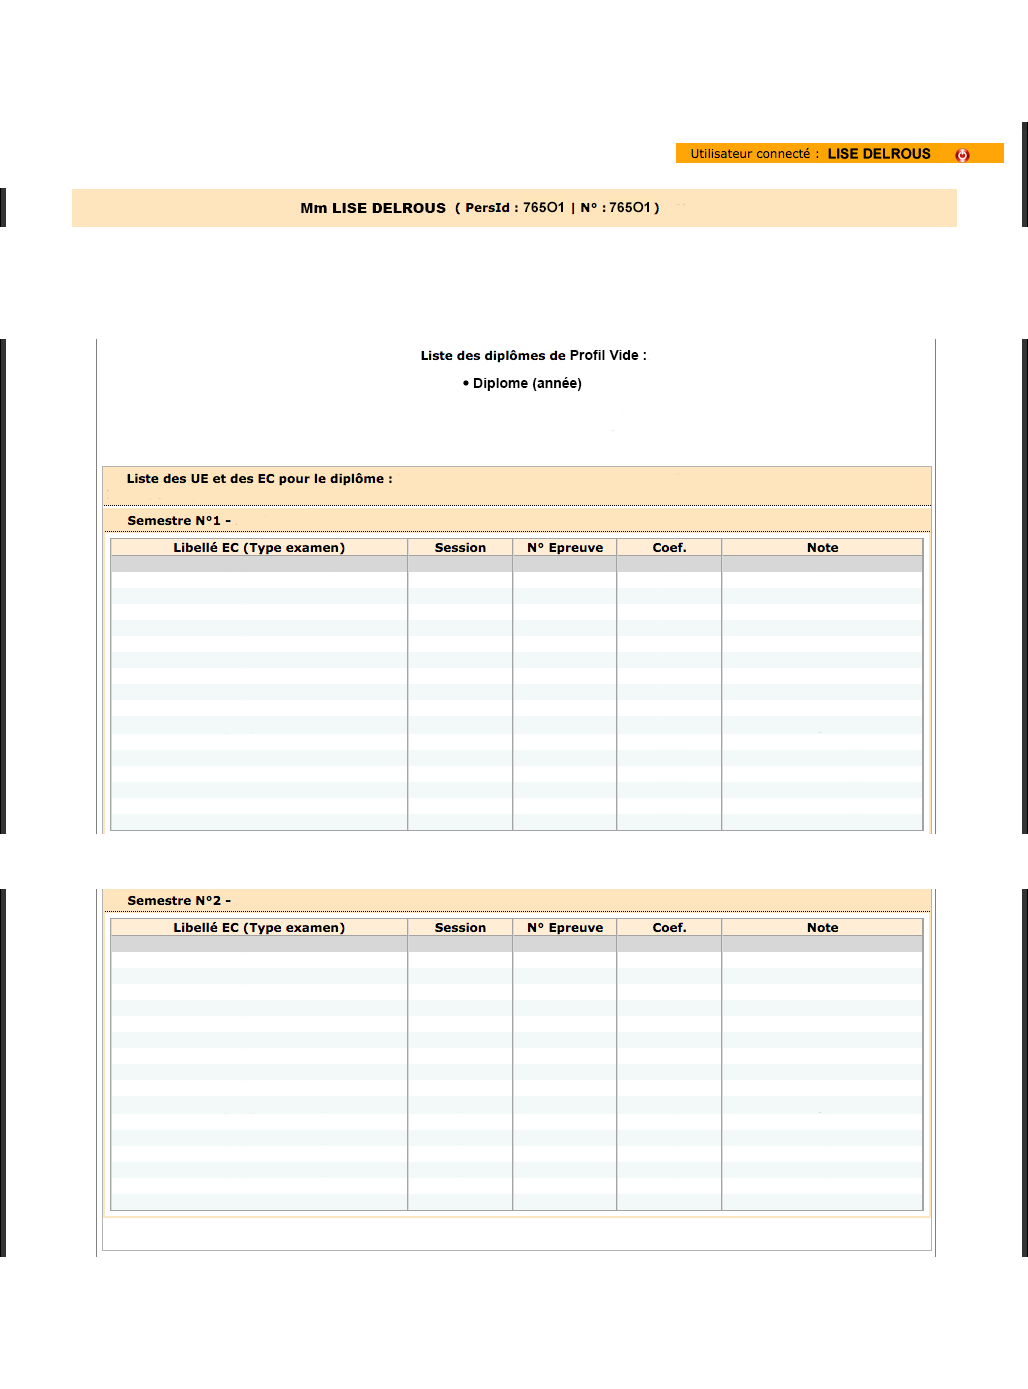 Utilisateur connecté : LISE DELROUS
Mm LISE DELROUS ( PersId : 76501 | N° : 76501 )
Liste des diplômes de Profil Vide :
• Diplome (année)
Liste des UE et des EC pour le diplôme :
Semestre N°1 -
Libellé EC (Type examen) Session N° Epreuve Coef. Note
Semestre N°2 -
Libellé EC (Type examen) Session N° Epreuve Coef. Note